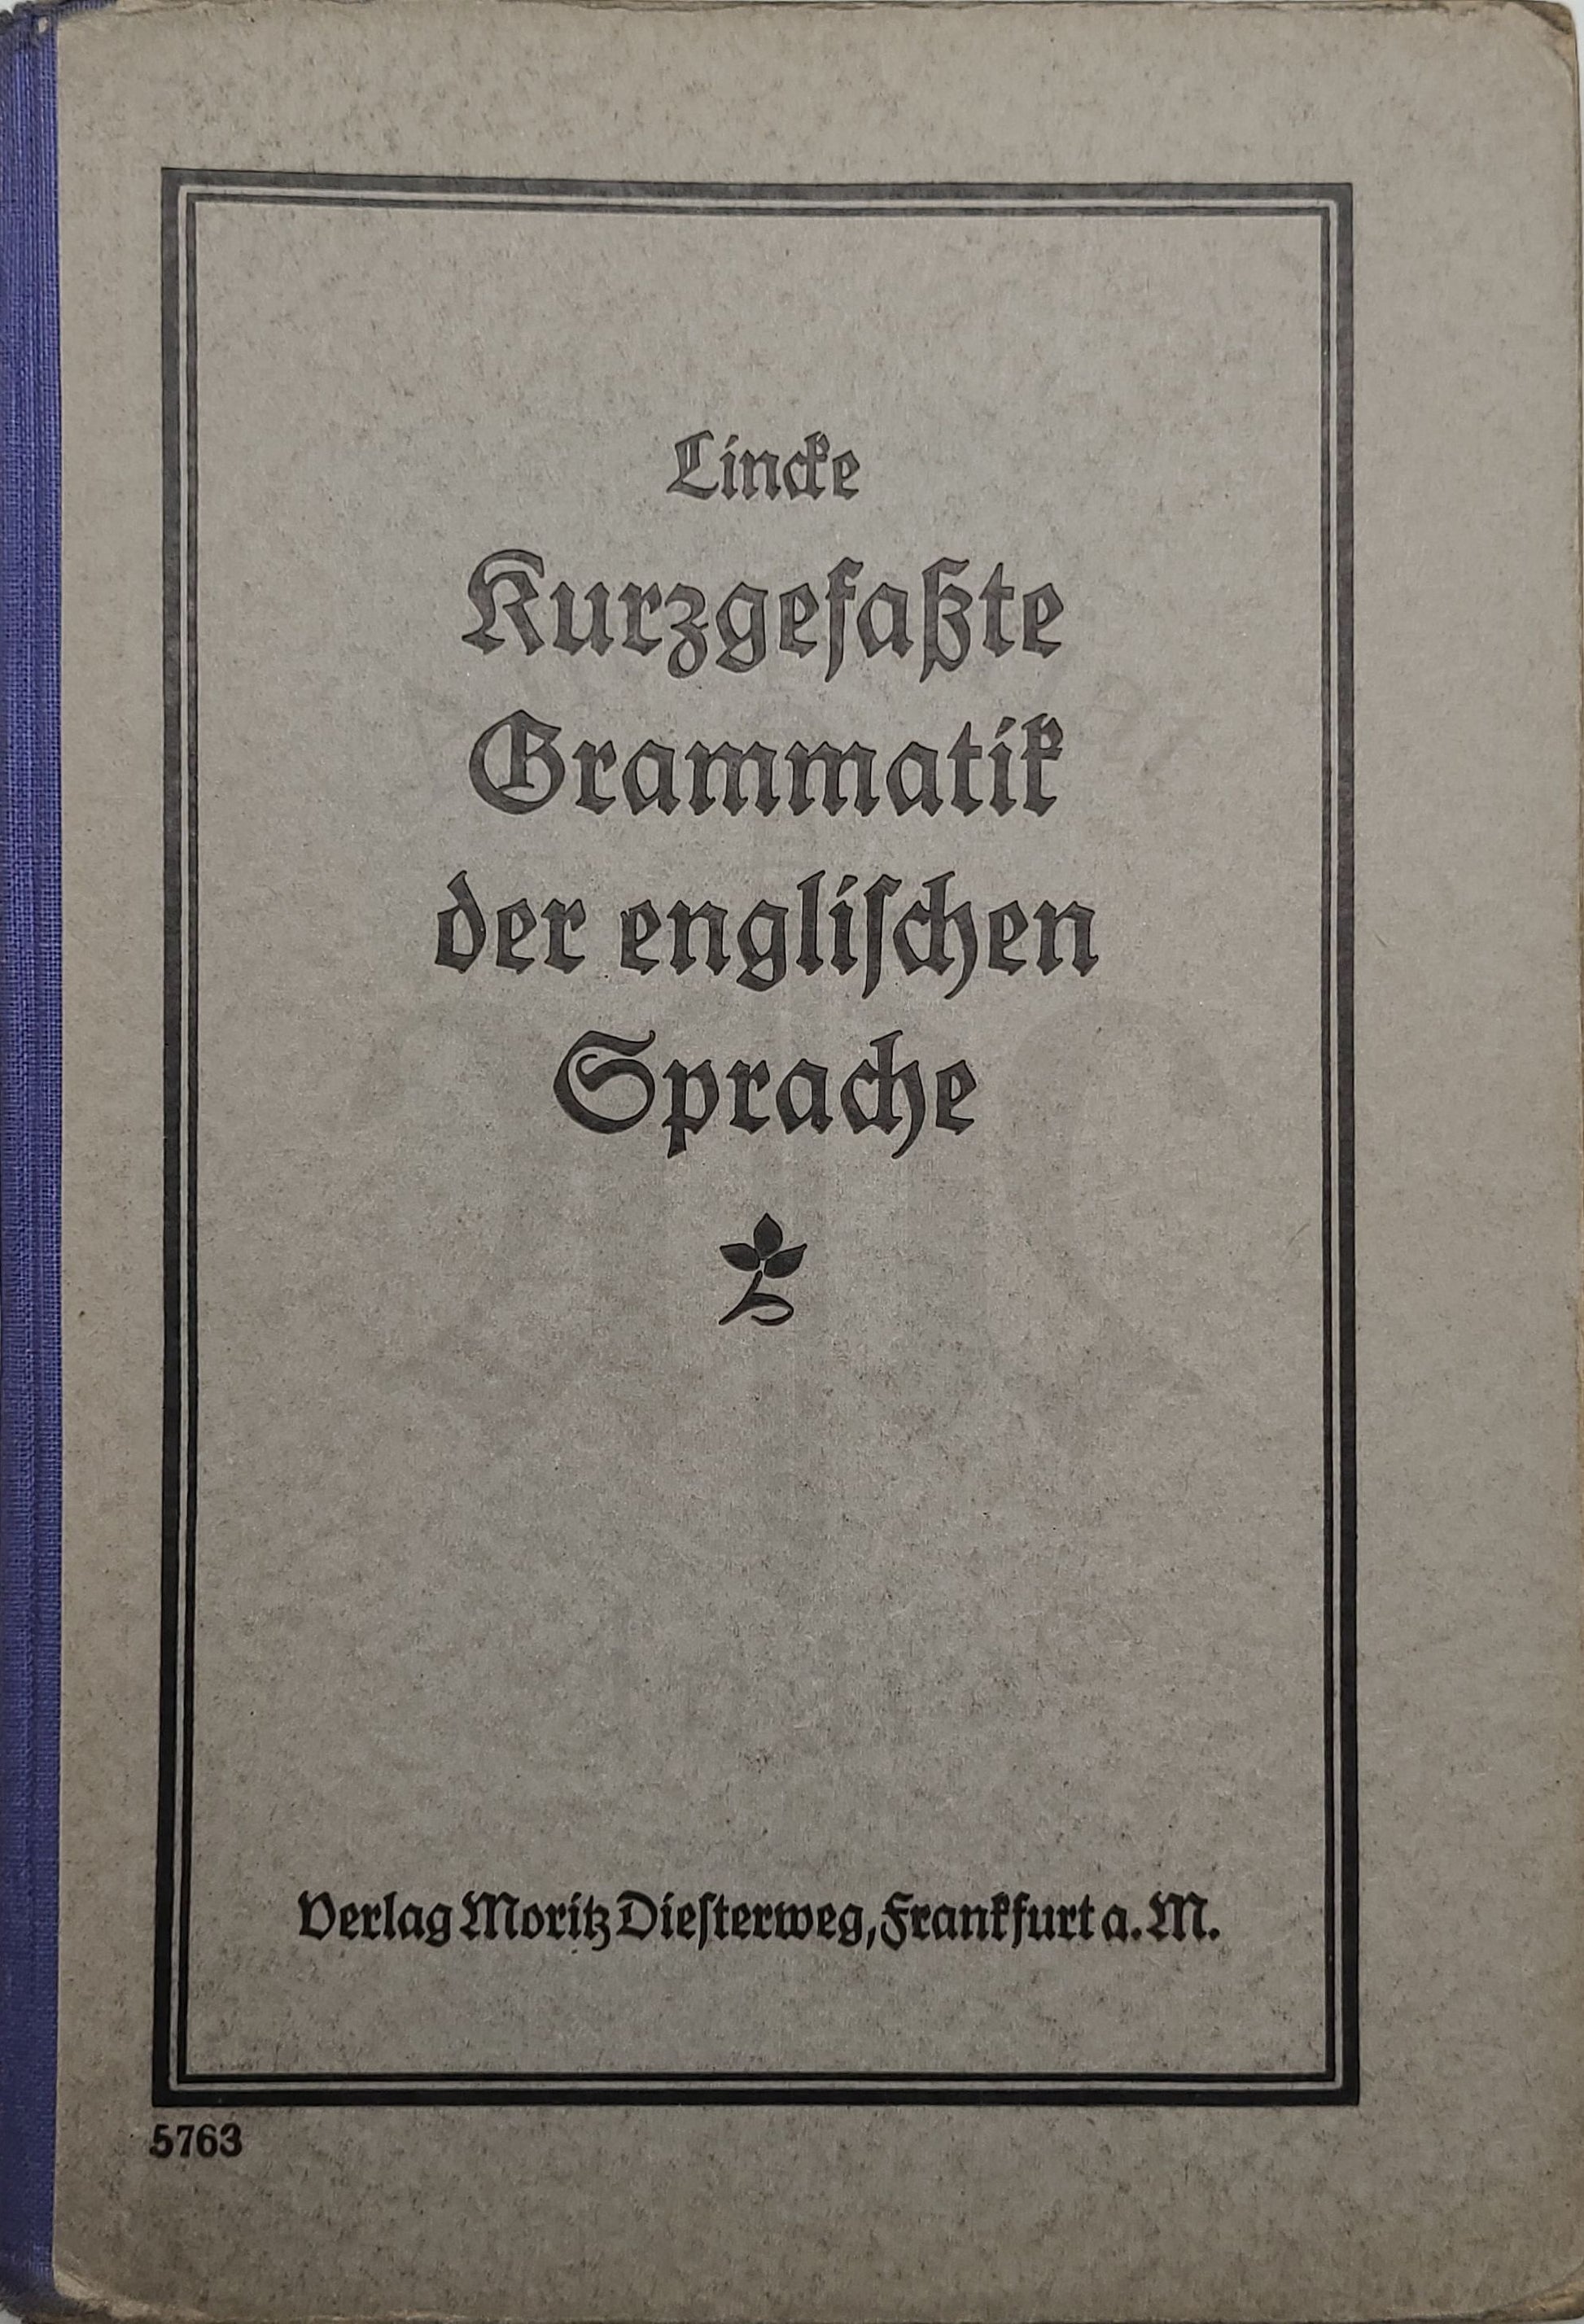 Lincke
Kurzgefaßte
Grammatik
der engliſchen
Sprache
Verlag Moritz Dieſterweg, Frankfurt a. M.
5763